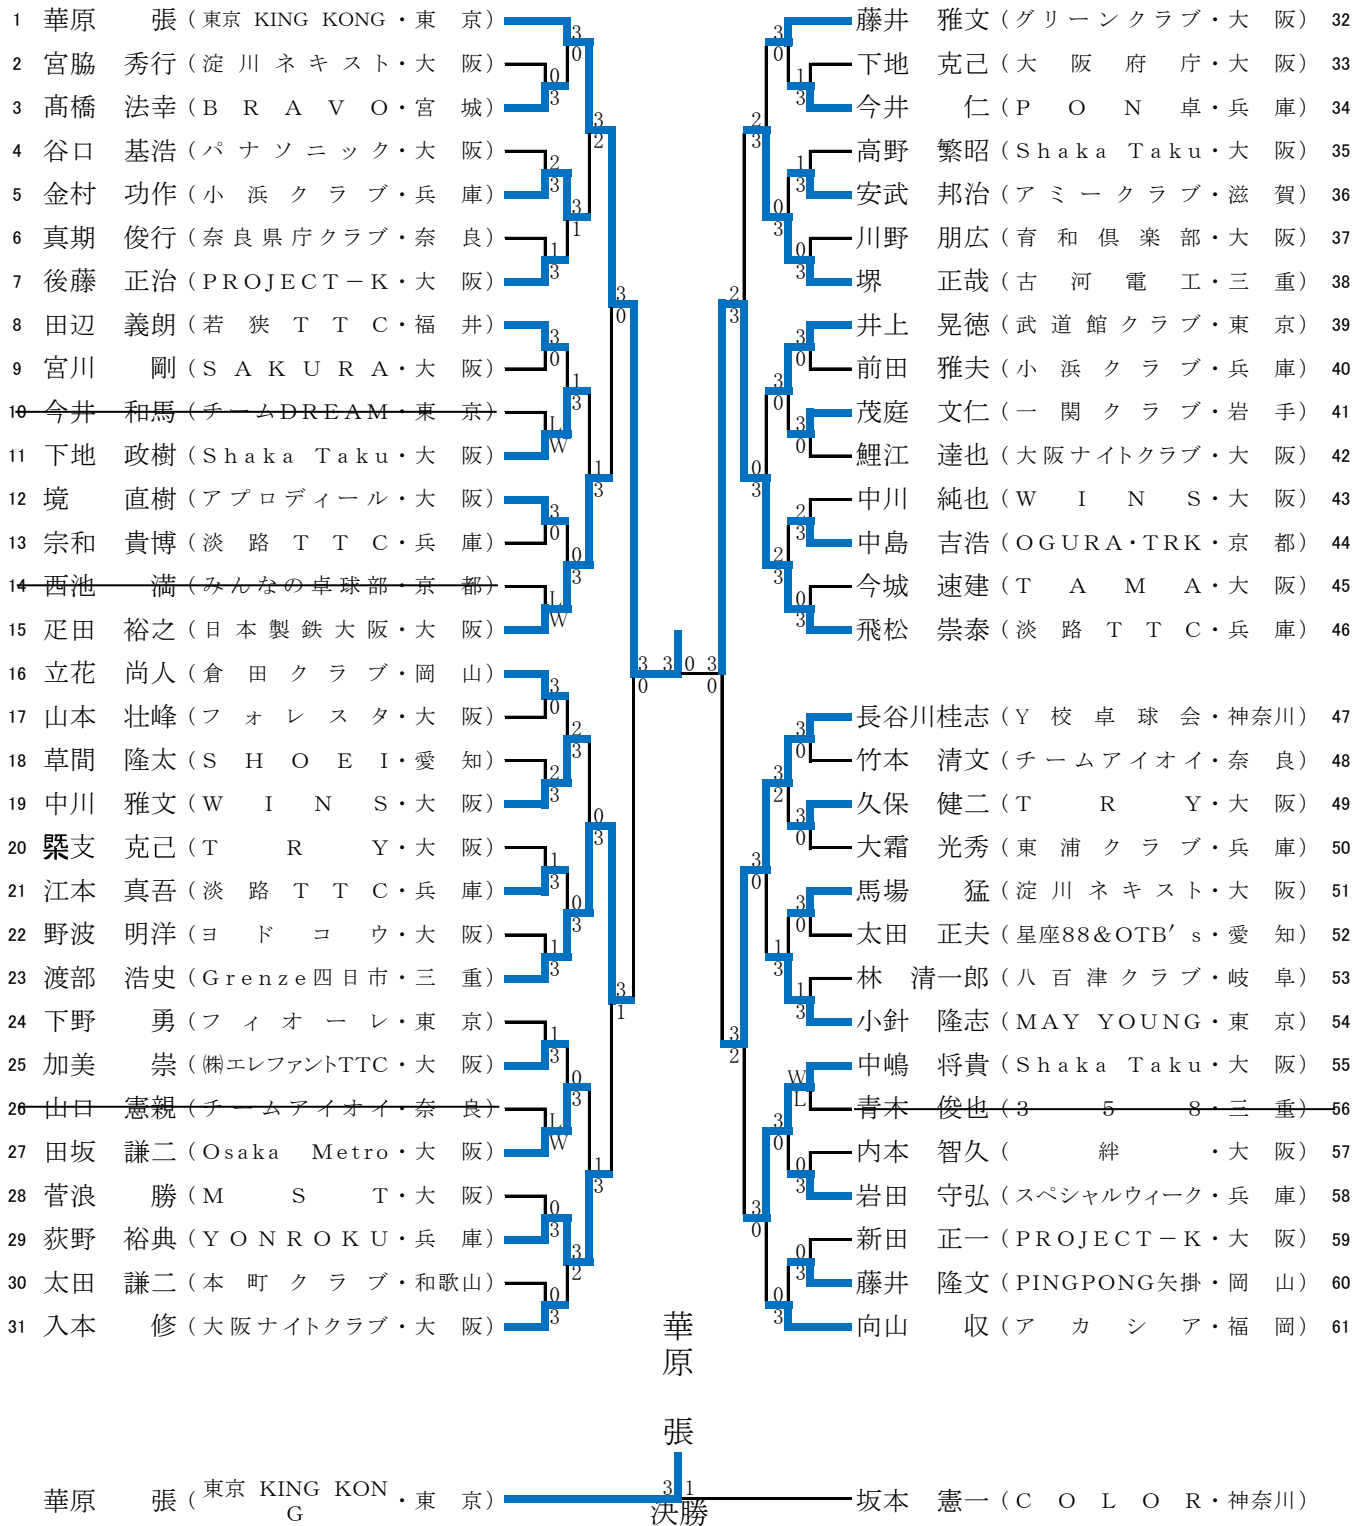 1 華原 張（東京 KING KONG・東 京）
2 宮脇 秀行（淀川ネキスト・大 阪）
3 髙橋 法幸（BRAVO・宮 城）
4 谷口 基浩（パナソニック・大 阪）
5 金村 功作（小浜クラブ・兵 庫）
6 真期 俊行（奈良県庁クラブ・奈 良）
7 後藤 正治（PROJECT－K・大 阪）
8 田辺 義朗（若狭TTC・福 井）
9 宮川 剛（SAKURA・大 阪）
10 今井 和馬（チームDREAM・東 京）
11 下地 政樹（Shaka Taku・大 阪）
12 境 直樹（アプロディール・大 阪）
13 宗和 貴博（淡路TTC・兵 庫）
14 西池 満（みんなの卓球部・京 都）
15 疋田 裕之（日本製鉄大阪・大 阪）
16 立花 尚人（倉田クラブ・岡 山）
17 山本 壮峰（フォレスタ・大 阪）
18 草間 隆太（SHOEI・愛 知）
19 中川 雅文（WINS・大 阪）
20 支 克己（TRY・大 阪）
21 江本 真吾（淡路TTC・兵 庫）
22 野波 明洋（ヨドコウ・大 阪）
23 渡部 浩史（Grenze四日市・三 重）
24 下野 勇（フィオーレ・東 京）
25 加美 崇（㈱エレファントTTC・大 阪）
26 山口 憲親（チームアイオイ・奈 良）
27 田坂 謙二（Osaka Metro・大 阪）
28 菅浪 勝（MST・大 阪）
29 荻野 裕典（YONROKU・兵 庫）
30 太田 謙二（本町クラブ・和歌山）
31 入本 修（大阪ナイトクラブ・大 阪）
藤井 雅文（グリーンクラブ・大 阪） 32
下地 克己（大阪府庁・大 阪） 33
今井 仁（PON卓・兵 庫） 34
高野 繁昭（Shaka Taku・大 阪） 35
安武 邦治（アミークラブ・滋 賀） 36
川野 朋広（育和倶楽部・大 阪） 37
堺 正哉（古河電工・三 重） 38
井上 晃徳（武道館クラブ・東 京） 39
前田 雅夫（小浜クラブ・兵 庫） 40
茂庭 文仁（一関クラブ・岩 手） 41
鯉江 達也（大阪ナイトクラブ・大 阪） 42
中川 純也（WINS・大 阪） 43
中島 吉浩（OGURA・TRK・京 都） 44
今城 速建（TAMA・大 阪） 45
飛松 崇泰（淡路TTC・兵 庫） 46
長谷川桂志（Y校卓球会・神奈川） 47
竹本 清文（チームアイオイ・奈 良） 48
久保 健二（TRY・大 阪） 49
大霜 光秀（東浦クラブ・兵 庫） 50
馬場 猛（淀川ネキスト・大 阪） 51
太田 正夫（星座88&OTB′s・愛 知） 52
林 清一郎（八百津クラブ・岐 阜） 53
小針 隆志（MAY YOUNG・東 京） 54
中嶋 将貴（Shaka Taku・大 阪） 55
青木 俊也（358・三 重） 56
内本 智久（絆・大 阪） 57
岩田 守弘（スペシャルウィーク・兵 庫） 58
新田 正一（PROJECT－K・大 阪） 59
藤井 隆文（PINGPONG矢掛・岡 山） 60
向山 収（アカシア・福 岡） 61
華原 張
華原 張（東京 KING KONG・東 京）
3 1
決勝
坂本 憲一（COLOR・神奈川）